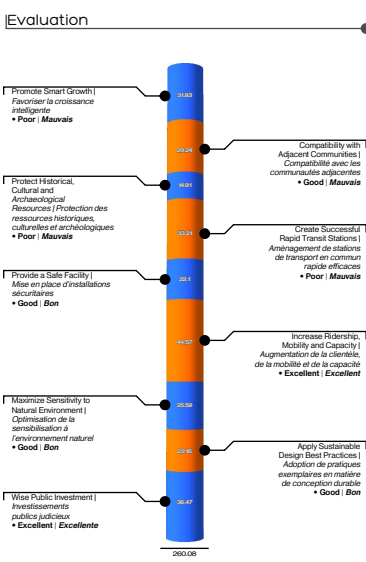 Evaluation
Promote Smart Growth |
Favoriser la croissance
intelligente
• Poor | Mauvais
31.83
29.24
Compatibility with
Adjacent Communities |
Compatibilité avec les
communautés adjacentes
• Good | Mauvais
Protect Historical,
Cultural and
Archaeological
Resources | Protection des
ressources historiques,
culturelles et archéologiques
• Poor | Mauvais
14.91
33.21
Create Successful
Rapid Transit Stations |
Aménagement de stations
de transport en commun
rapide efficaces
• Poor | Mauvais
Provide a Safe Facility |
Mise en place d'installations
sécuritaires
• Good | Bon
22.1
44.57
Increase Ridership,
Mobility and Capacity |
Augmentation de la clientèle,
de la mobilité et de la capacité
• Excellent | Excellent
Maximize Sensitivity to
Natural Environment |
Optimisation de la
sensibilisation à
l'environnement naturel
• Good | Bon
25.59
22.16
Apply Sustainable
Design Best Practices |
Adoption de pratiques
exemplaires en matière
de conception durable
• Good | Bon
Wise Public Investment |
Investissements
publics judicieux
• Excellent | Excellente
36.47
260.08